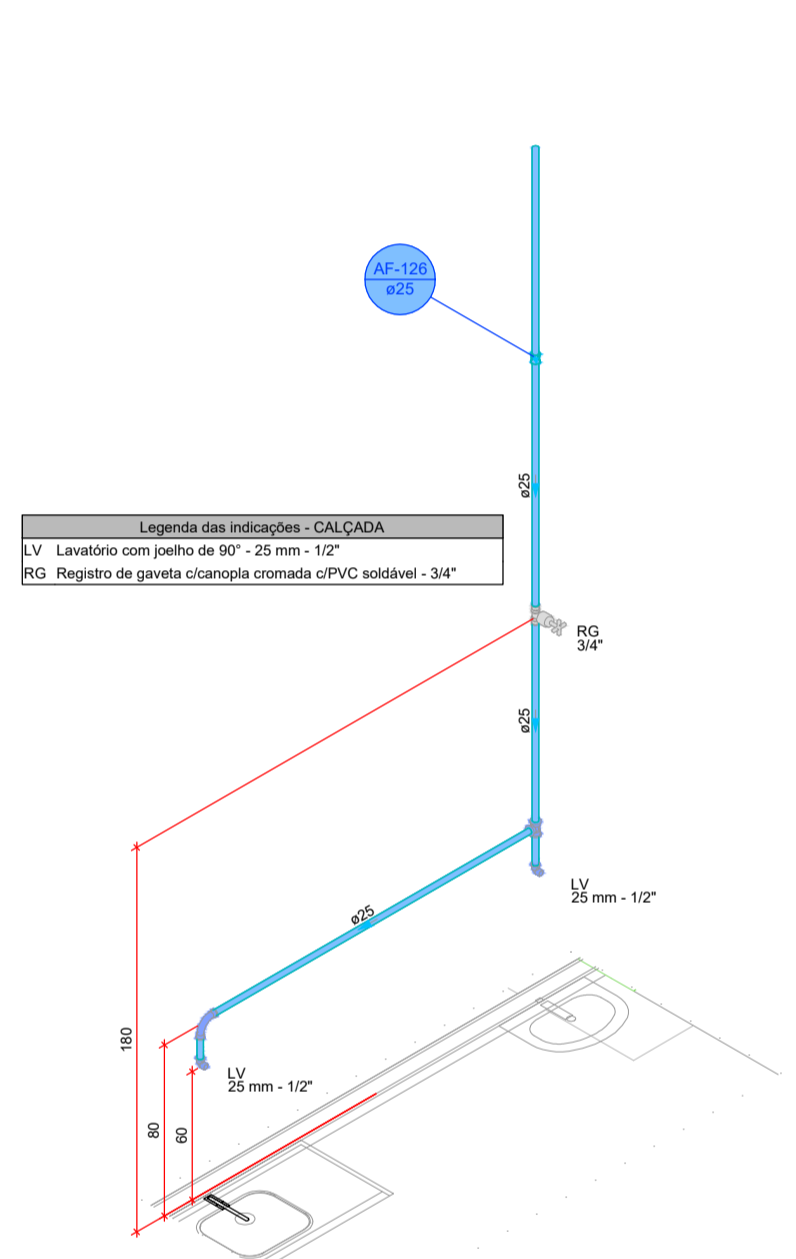 AF-126
ø25
ø25
Legenda das indicações - CALÇADA
LV Lavatório com joelho de 90° - 25 mm - 1/2"
RG Registro de gaveta c/canopla cromada c/PVC soldável - 3/4"
RG
3/4"
ø25
LV
25 mm - 1/2"
ø25
180
LV
25 mm - 1/2"
80
60